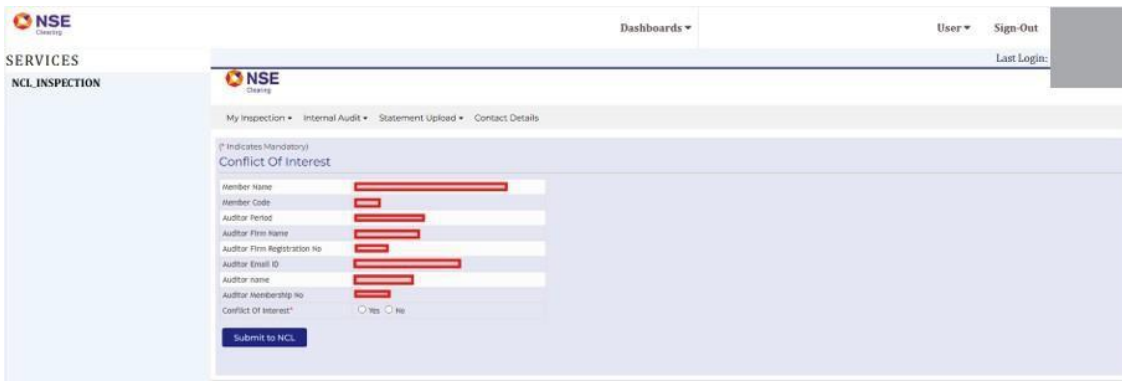 NSE
Clearing
Dashboards
User
Sign-Out
SERVICES
Last Login:
NCL_INSPECTION
NSE
Clearing
My Inspection Internal Audit Statement Upload Contact Details
(* Indicates Mandatory)
Conflict Of Interest
Member Name
Member Code
Auditor Period
Auditor Firm Name
Auditor Firm Registration No
Auditor Email ID
Auditor name
Auditor Membership No
Conflict Of Interest* Yes No
Submit to NCL